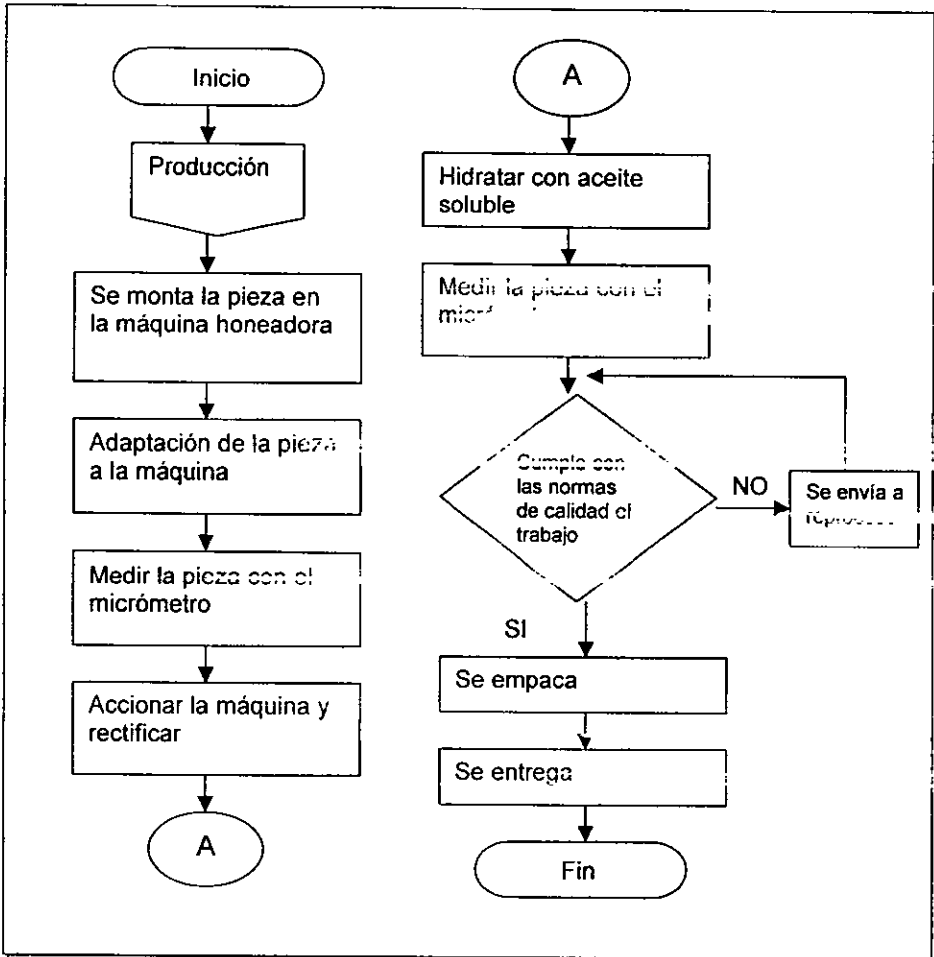 Inicio
Producción
Se monta la pieza en
la máquina honeadora
Adaptación de la pieza
a la máquina
Medir la pieza con el
micrómetro
Accionar la máquina y
rectificar
A
A
Hidratar con aceite
soluble
Medir la pieza con el
Cumple con
las normas
de calidad el
trabajo
NO
Se envía a
SI
Se empaca
Se entrega
Fin